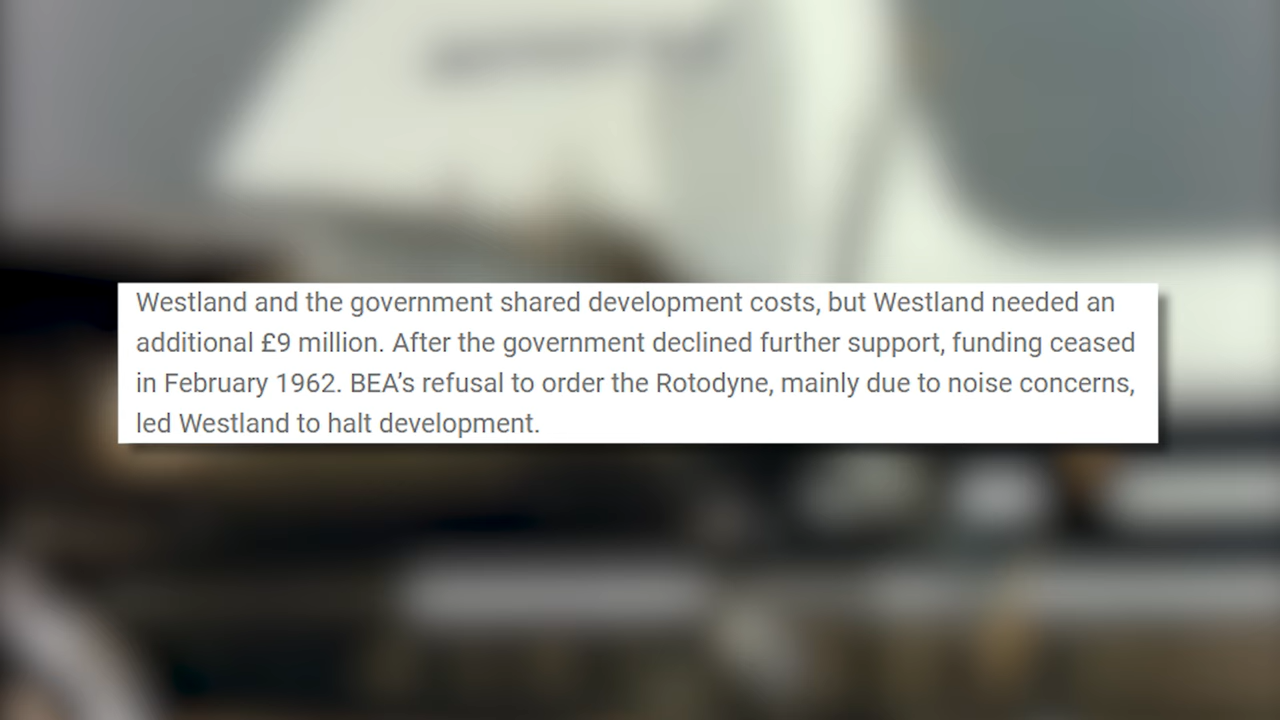 Westland and the government shared development costs, but Westland needed an
additional £9 million. After the government declined further support, funding ceased
in February 1962. BEA’s refusal to order the Rotodyne, mainly due to noise concerns,
led Westland to halt development.